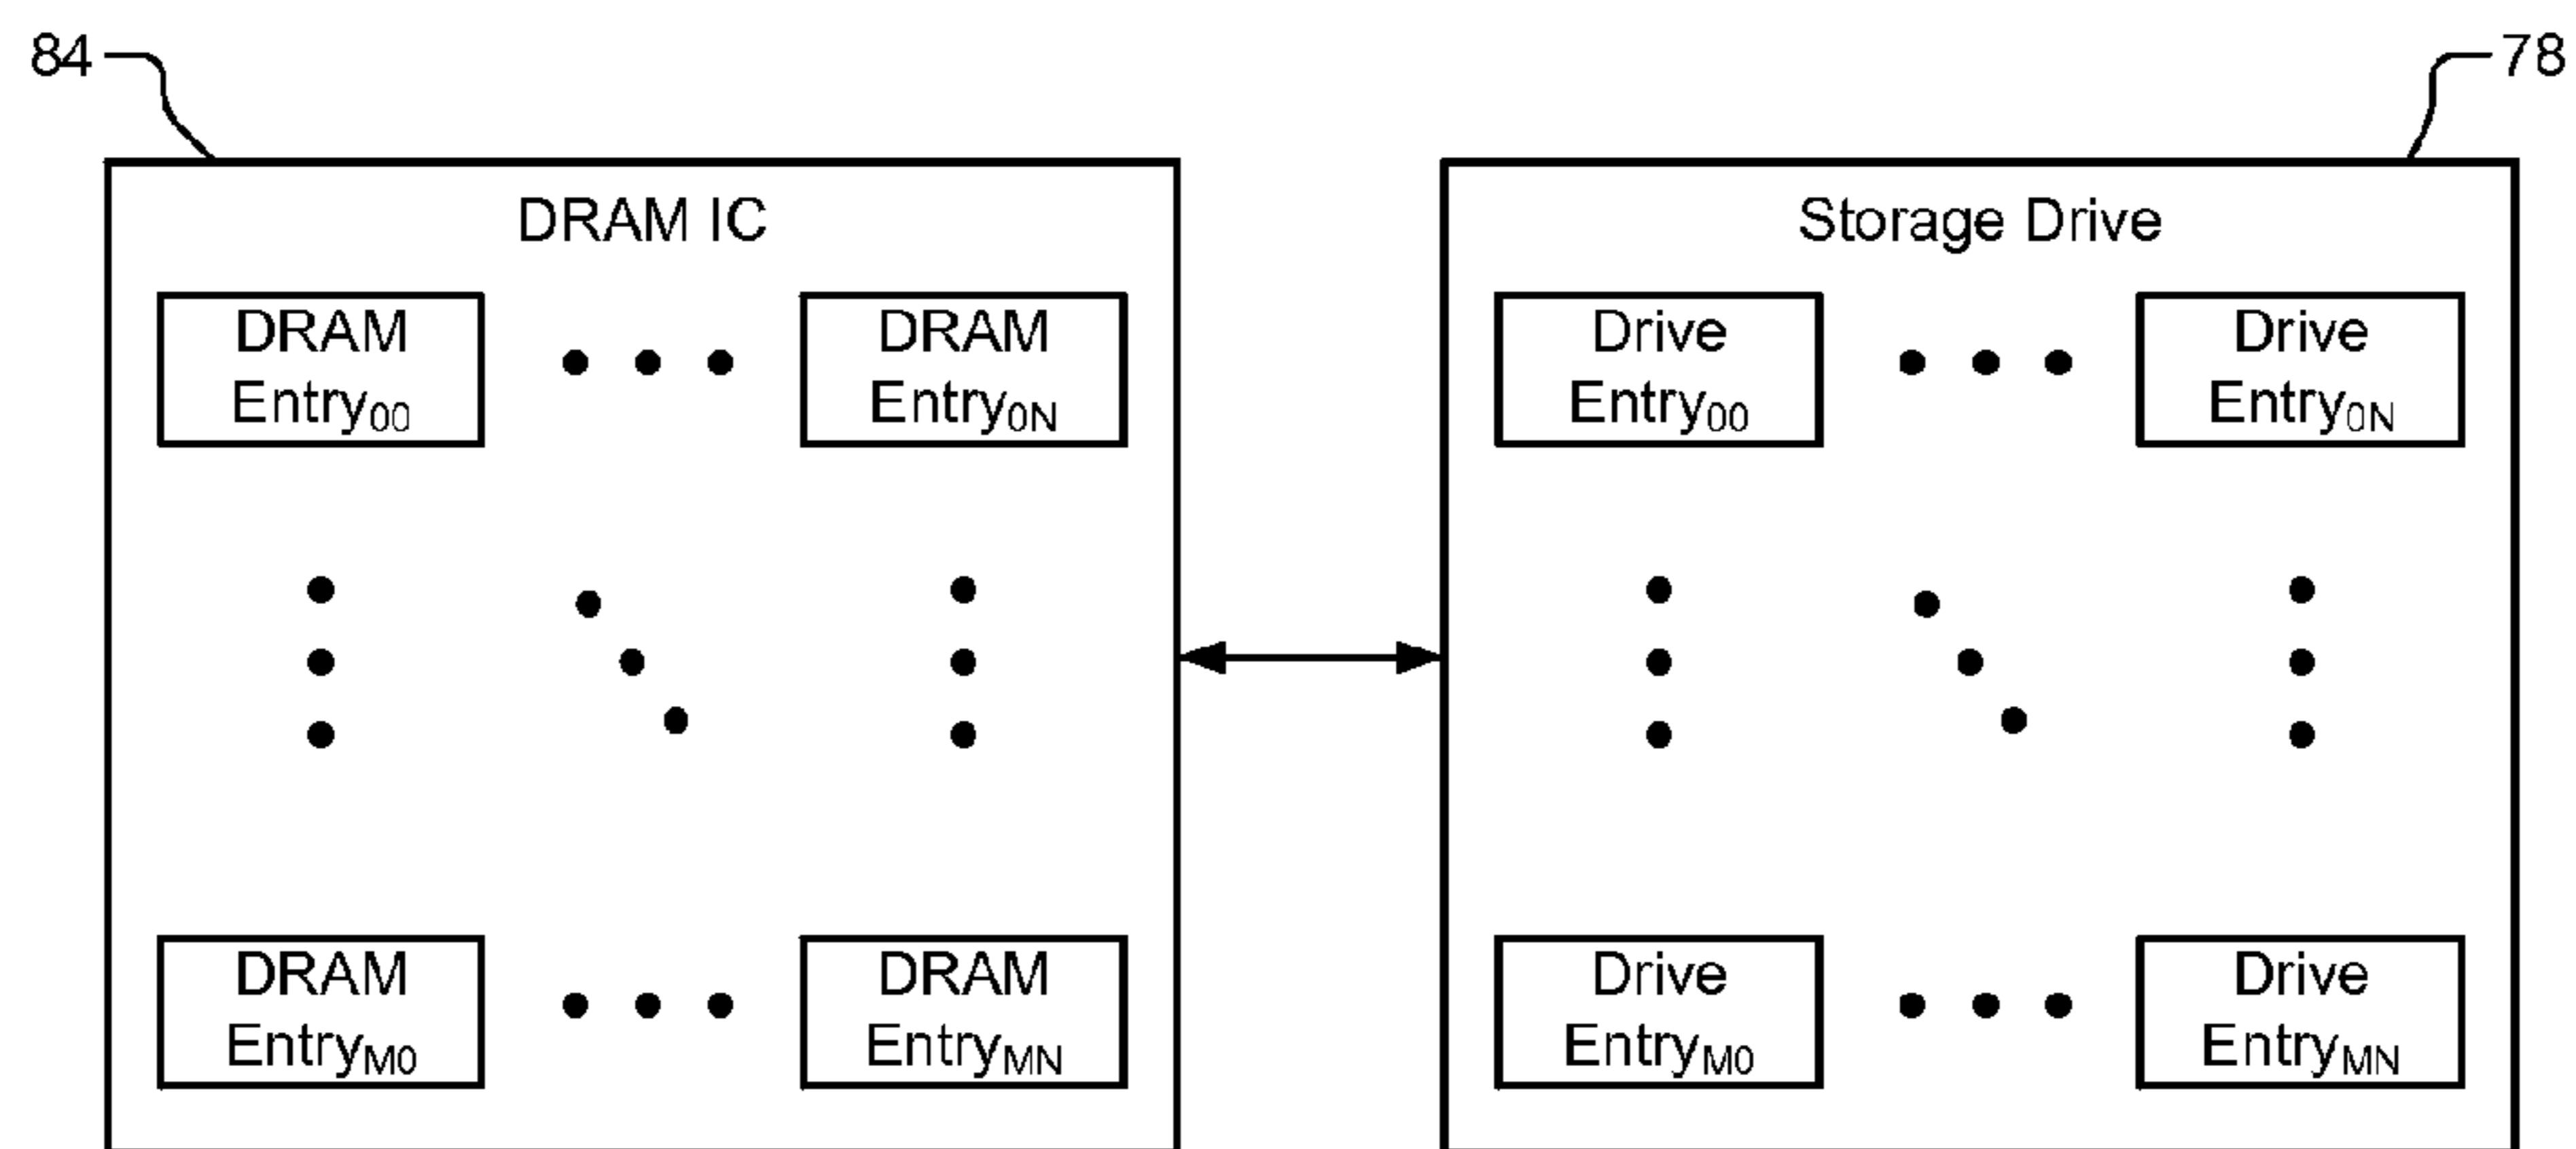 84
78
DRAM IC
Storage Drive
DRAM
Entry₀₀
DRAM
Entry₀N
Drive
Entry₀₀
Drive
Entry₀N
DRAM
EntryM₀
DRAM
EntryMN
Drive
EntryM₀
Drive
EntryMN